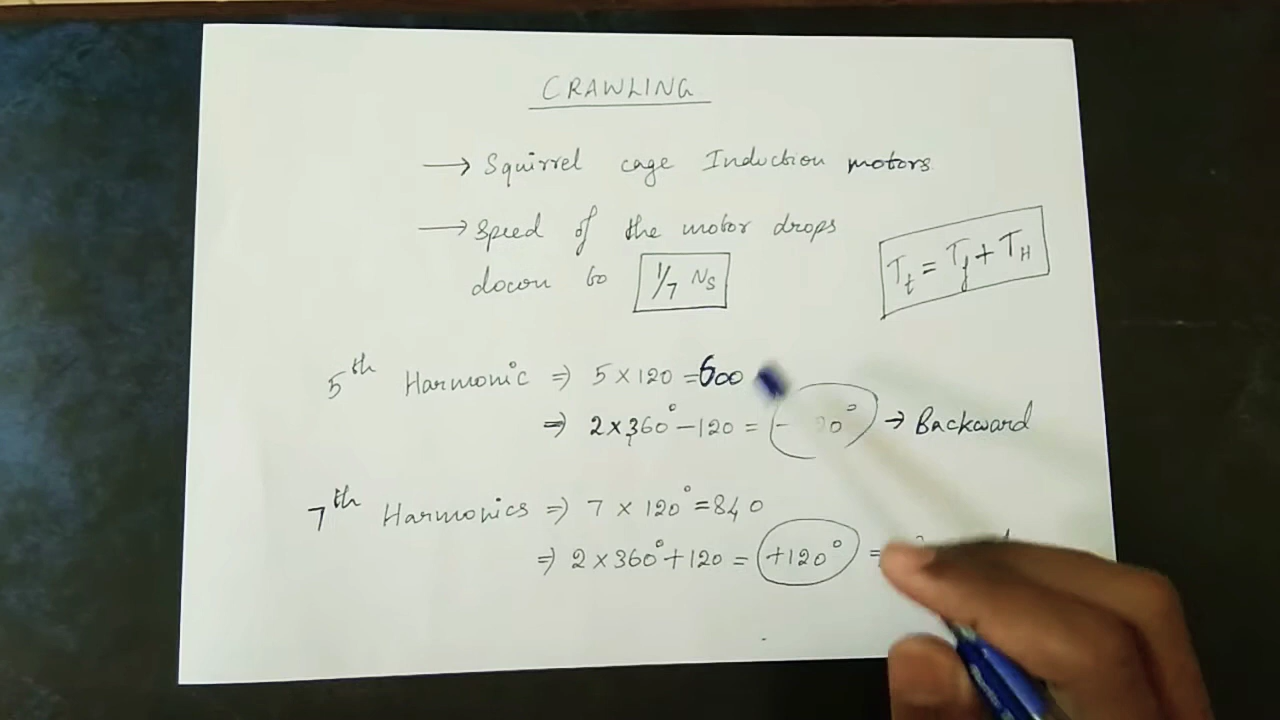 CRAWLING
→ Squirrel cage Induction motors
→ Speed of the motor drops
down to 1/7 Ns
Tt = Tf + TH
5th Harmonic ⇒ 5 × 120 = 600
⇒ 2 × 360° − 120 = → Backward
7th Harmonics ⇒ 7 × 120° = 840
⇒ 2 × 360° + 120 = +120° =